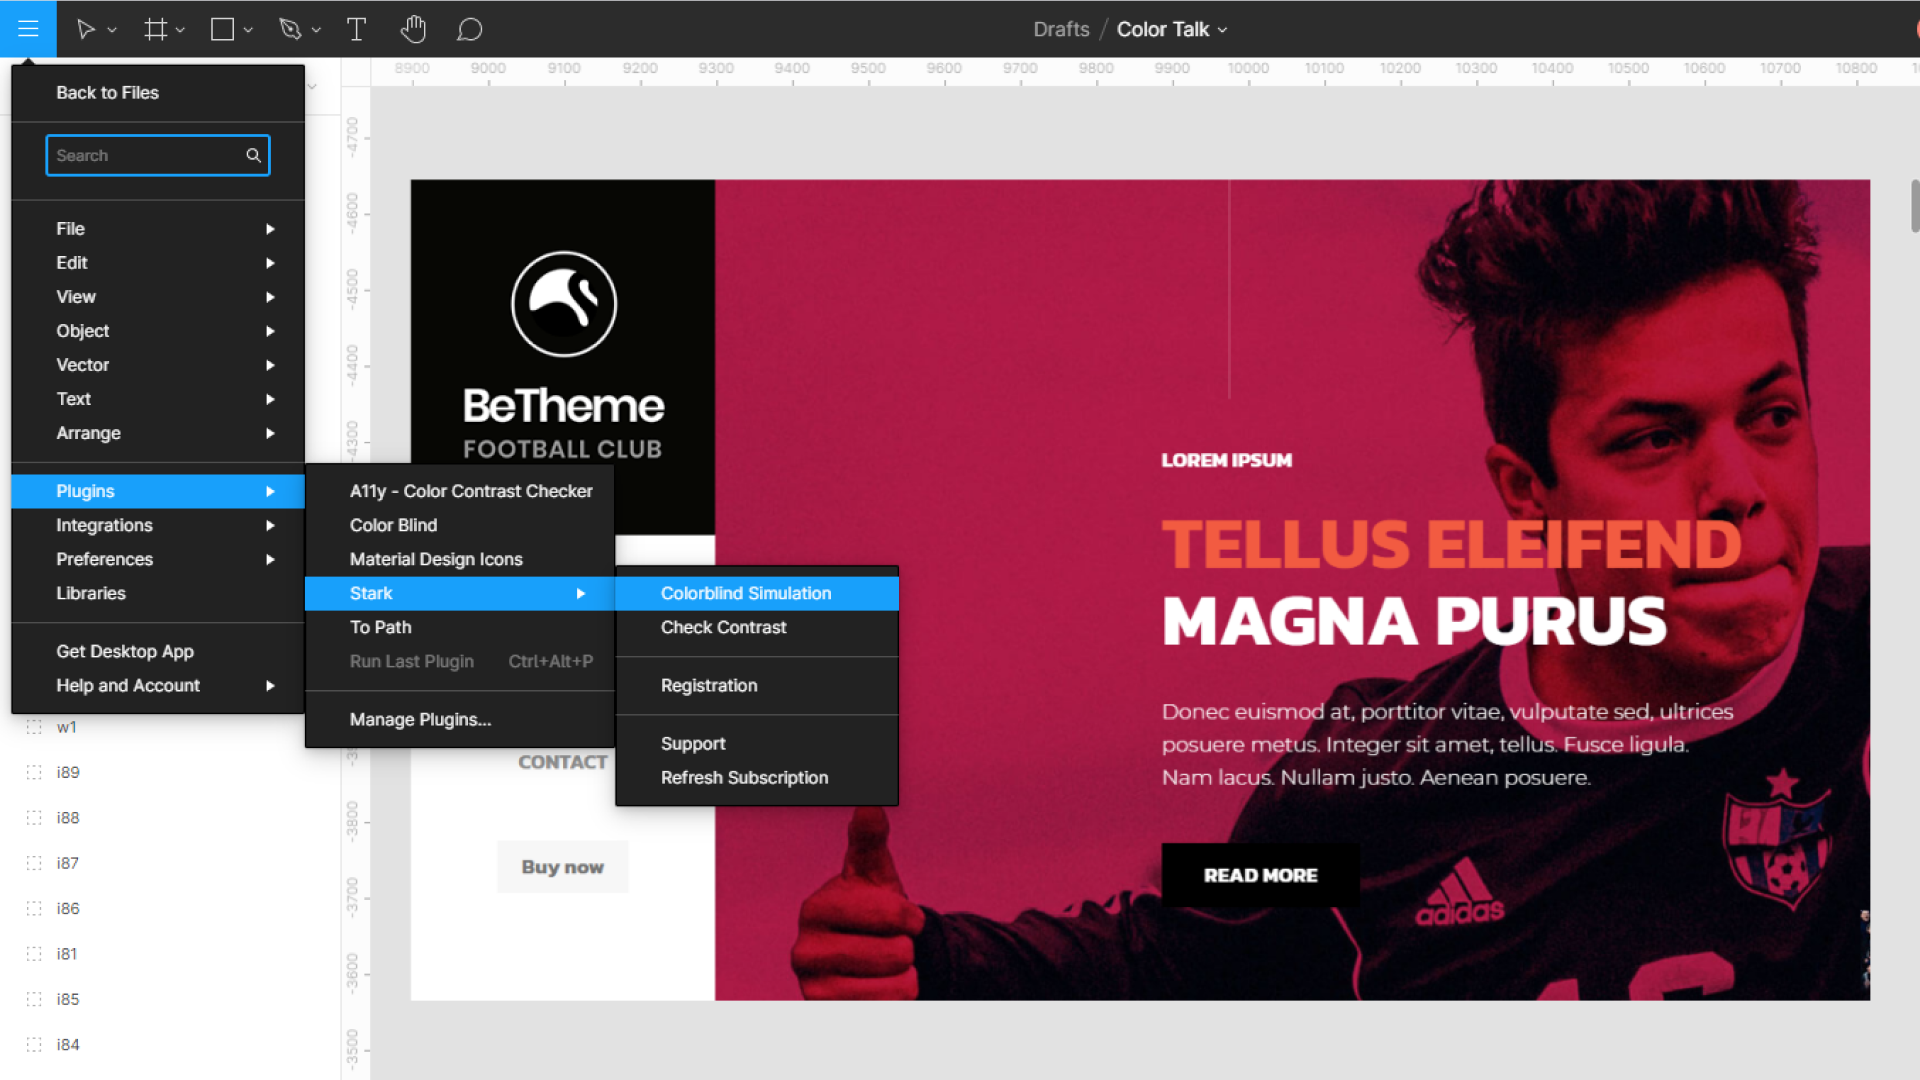 Drafts / Color Talk
8900 9000 9100 9200 9300 9400 9500 9600 9700 9800 9900 10000 10100 10200 10300 10400 10500 10600 10700 10800
Back to Files
Search
File
Edit
View
Object
Vector
Text
Arrange
Plugins
Integrations
Preferences
Libraries
Get Desktop App
Help and Account
A11y - Color Contrast Checker
Color Blind
Material Design Icons
Stark
To Path
Run Last Plugin Ctrl+Alt+P
Manage Plugins...
Colorblind Simulation
Check Contrast
Registration
Support
Refresh Subscription
w1
i89
i88
i87
i86
i81
i85
i84
-4700
-4600
-4500
-4400
-4300
-3800
-3700
-3600
-3500
BeTheme
FOOTBALL CLUB
CONTACT
Buy now
LOREM IPSUM
TELLUS ELEIFEND
MAGNA PURUS
Donec euismod at, porttitor vitae, vulputate sed, ultrices
posuere metus. Integer sit amet, tellus. Fusce ligula.
Nam lacus. Nullam justo. Aenean posuere.
READ MORE
adidas